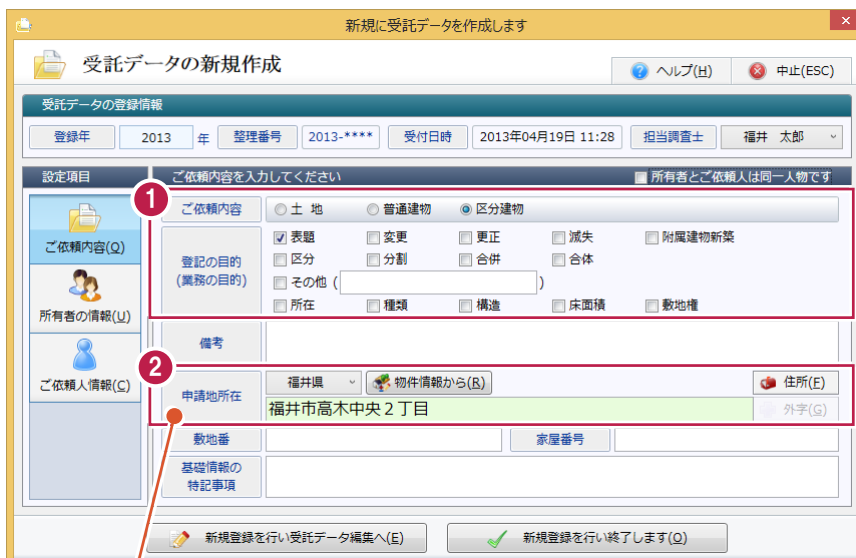 新規に受託データを作成します
受託データの新規作成
ヘルプ(H) 中止(ESC)
受託データの登録情報
登録年 2013 年 整理番号 2013-**** 受付日時 2013年04月19日 11:28 担当調査士 福井 太郎
設定項目 ご依頼内容を入力してください 所有者とご依頼人は同一人物です
1
ご依頼内容 土 地 普通建物 区分建物
ご依頼内容(O)
登記の目的
(業務の目的)
表題 変更 更正 滅失 附属建物新築
区分 分割 合併 合体
その他 ( )
所在 種類 構造 床面積 敷地権
所有者の情報(U)
備考
ご依頼人情報(C)
2
申請地所在 福井県 物件情報から(R) 住所(F)
福井市高木中央2丁目 外字(G)
敷地番 家屋番号
基礎情報の
特記事項
新規登録を行い受託データ編集へ(E) 新規登録を行い終了します(O)